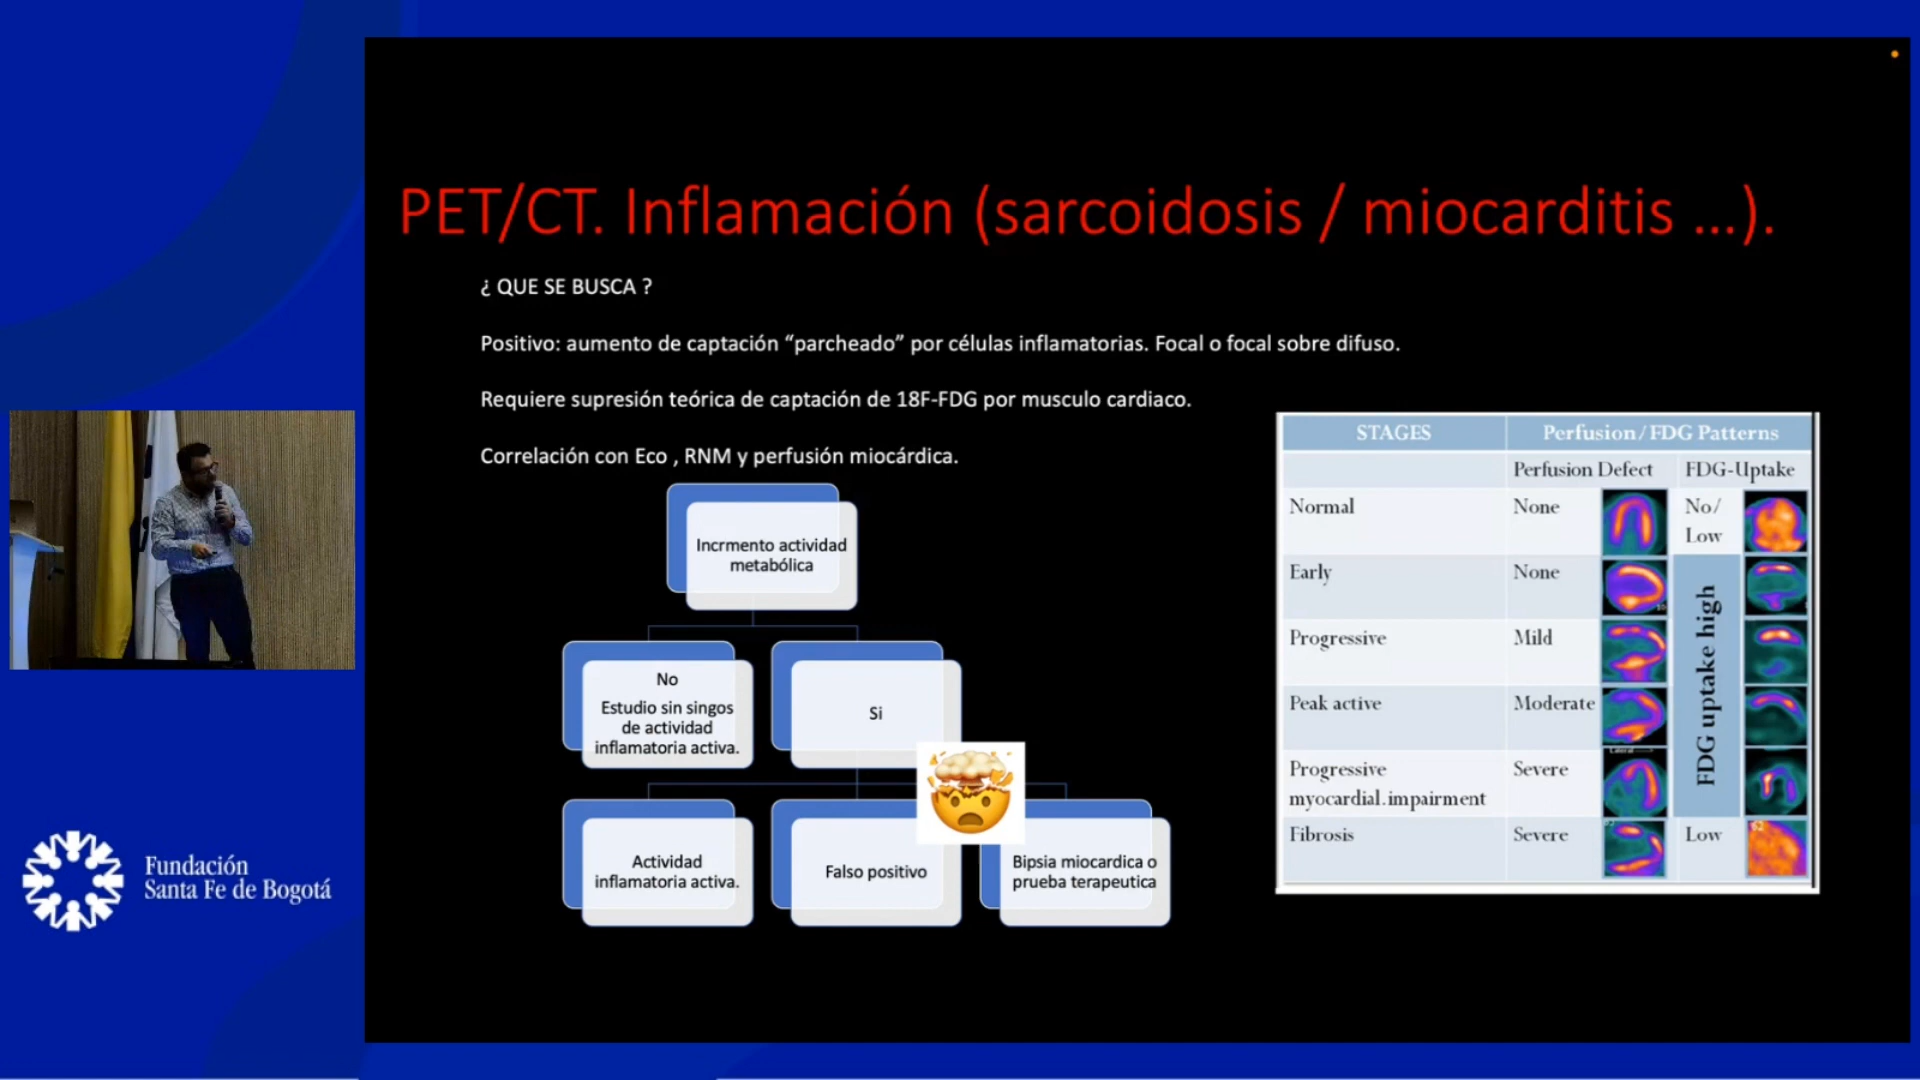 PET/CT. Inflamación (sarcoidosis / miocarditis ...).
¿ QUE SE BUSCA ?
Positivo: aumento de captación “parcheado” por células inflamatorias. Focal o focal sobre difuso.
Requiere supresión teórica de captación de 18F-FDG por musculo cardiaco.
Correlación con Eco , RNM y perfusión miocárdica.
Incrmento actividad
metabólica
No
Estudio sin singos
de actividad
inflamatoria activa.
Si
Actividad
inflamatoria activa.
Falso positivo
Bipsia miocardica o
prueba terapeutica
STAGES Perfusion/FDG Patterns
Perfusion Defect FDG-Uptake
Normal None No/
Low
Early None
Progressive Mild
Peak active Moderate
Progressive Severe
myocardial.impairment
Fibrosis Severe Low
FDG uptake high
Fundación
Santa Fe de Bogotá